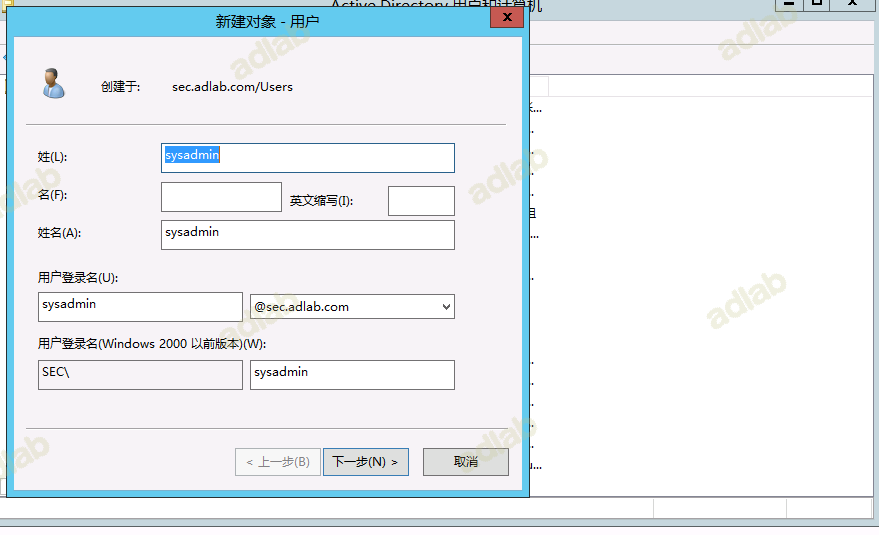 Active Directory 用户和计算机
新建对象 - 用户
x
创建于: sec.adlab.com/Users
姓(L): sysadmin
名(F): 英文缩写(I):
姓名(A): sysadmin
用户登录名(U):
sysadmin @sec.adlab.com
用户登录名(Windows 2000 以前版本)(W):
SEC\ sysadmin
< 上一步(B) 下一步(N) > 取消
组
adlab
adlab
adlab
adlab
adlab
adlab
adlab
adlab